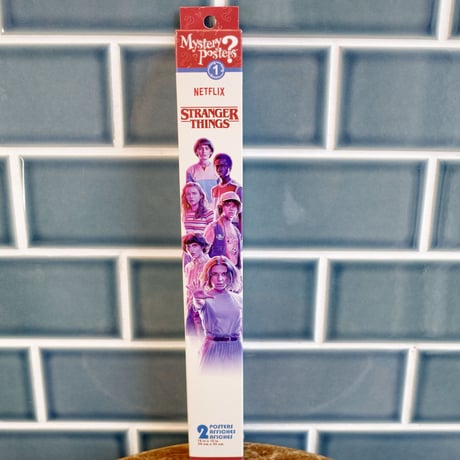 Mystery
Posters?
1
NETFLIX
STRANGER
THINGS
2 POSTERS
AFFICHES
AFICHES